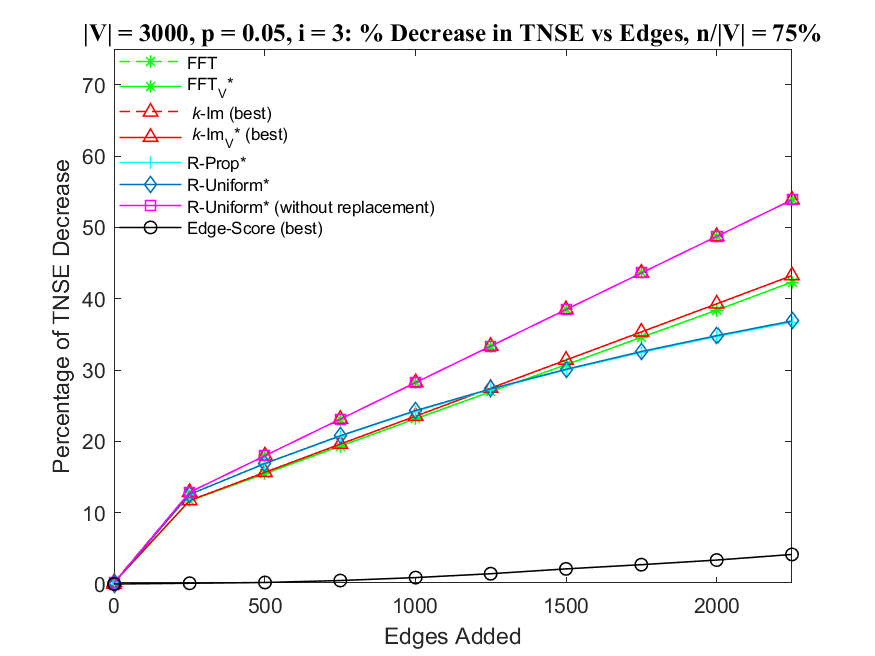 |V| = 3000, p = 0.05, i = 3: % Decrease in TNSE vs Edges, n/|V| = 75%
FFT
FFT_V*
k-Im (best)
k-Im_V* (best)
R-Prop*
R-Uniform*
R-Uniform* (without replacement)
Edge-Score (best)
Percentage of TNSE Decrease
70
60
50
40
30
20
10
0
0 500 1000 1500 2000
Edges Added